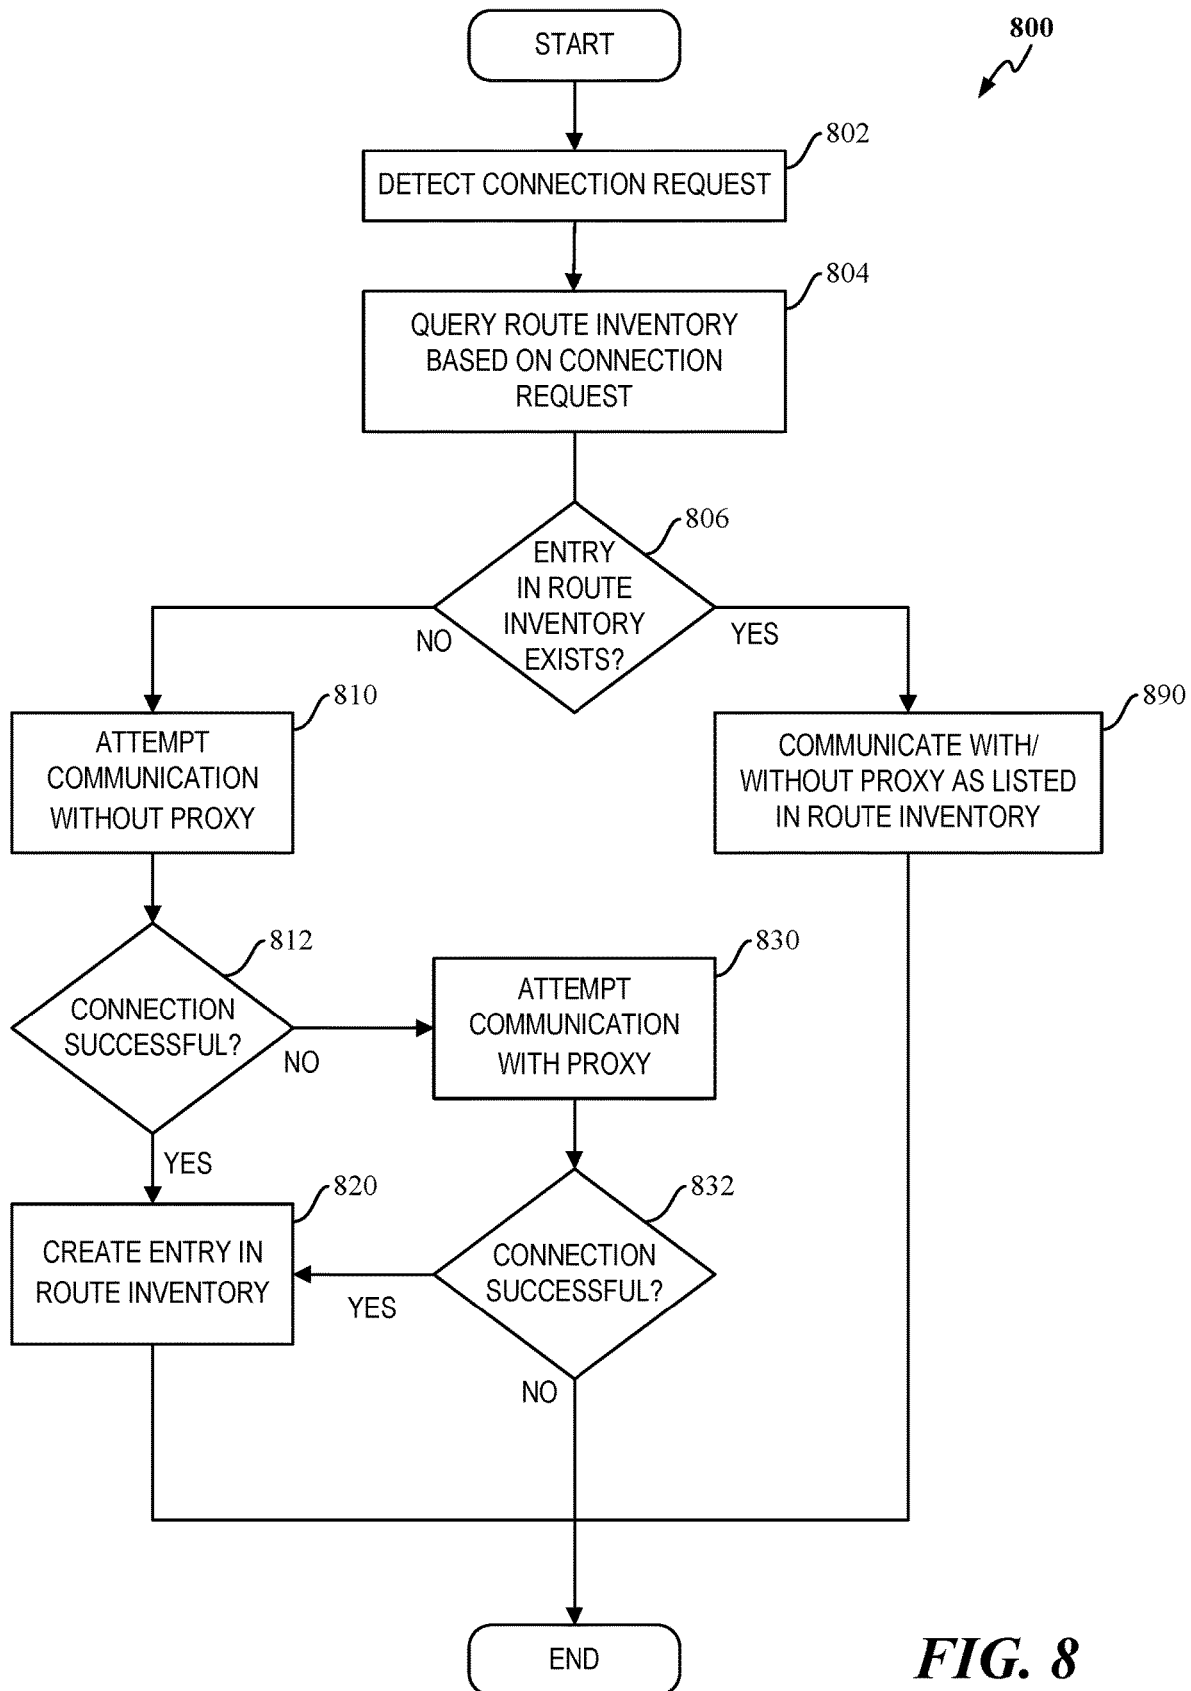 START
800
802
DETECT CONNECTION REQUEST
804
QUERY ROUTE INVENTORY
BASED ON CONNECTION
REQUEST
806
ENTRY
IN ROUTE
INVENTORY
EXISTS?
NO
YES
810
ATTEMPT
COMMUNICATION
WITHOUT PROXY
890
COMMUNICATE WITH/
WITHOUT PROXY AS LISTED
IN ROUTE INVENTORY
812
CONNECTION
SUCCESSFUL?
NO
YES
830
ATTEMPT
COMMUNICATION
WITH PROXY
820
CREATE ENTRY IN
ROUTE INVENTORY
832
CONNECTION
SUCCESSFUL?
YES
NO
END
FIG. 8